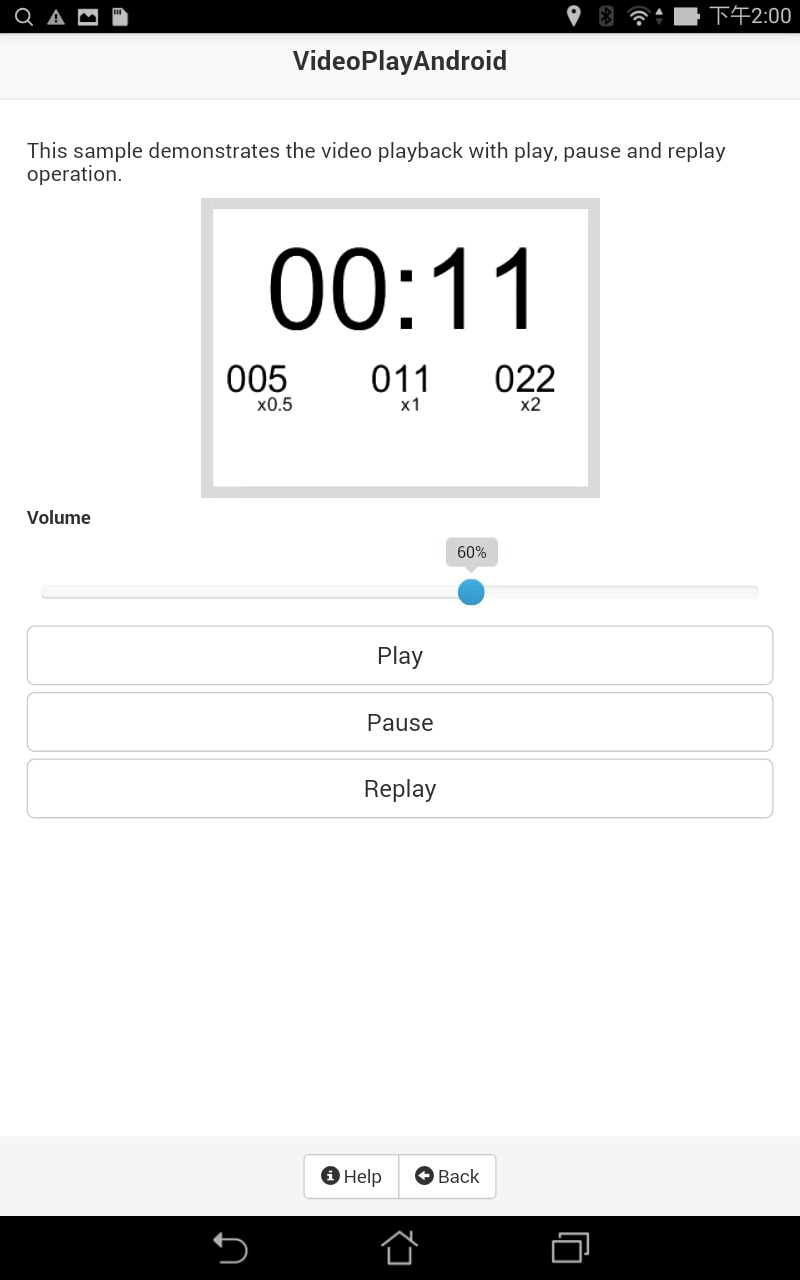 下午2:00
VideoPlayAndroid
This sample demonstrates the video playback with play, pause and replay
operation.
00:11
005 011 022
x0.5 x1 x2
Volume
60%
Play
Pause
Replay
Help Back